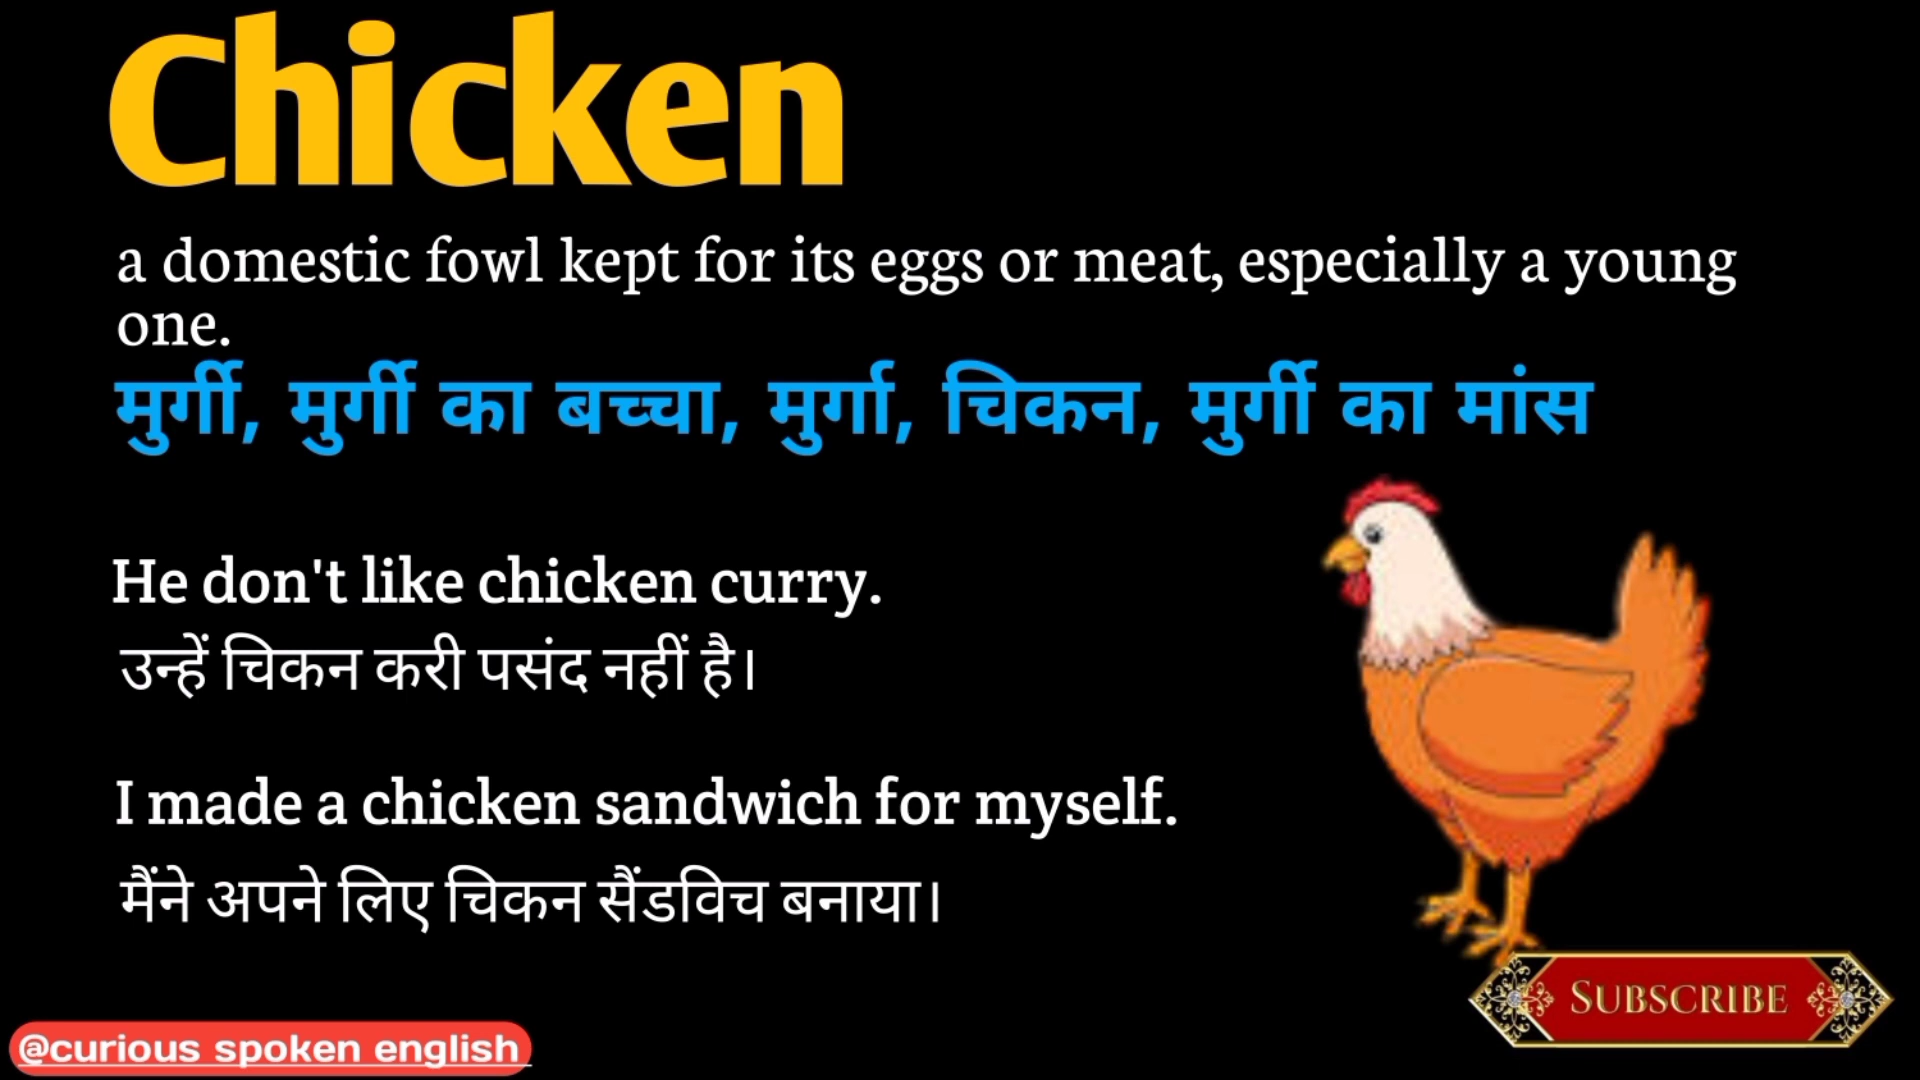 Chicken
a domestic fowl kept for its eggs or meat, especially a young
one.
मुर्गी, मुर्गी का बच्चा, मुर्गा, चिकन, मुर्गी का मांस
He don't like chicken curry.
उन्हें चिकन करी पसंद नहीं है।
I made a chicken sandwich for myself.
मैंने अपने लिए चिकन सैंडविच बनाया।
SUBSCRIBE
@curious spoken english